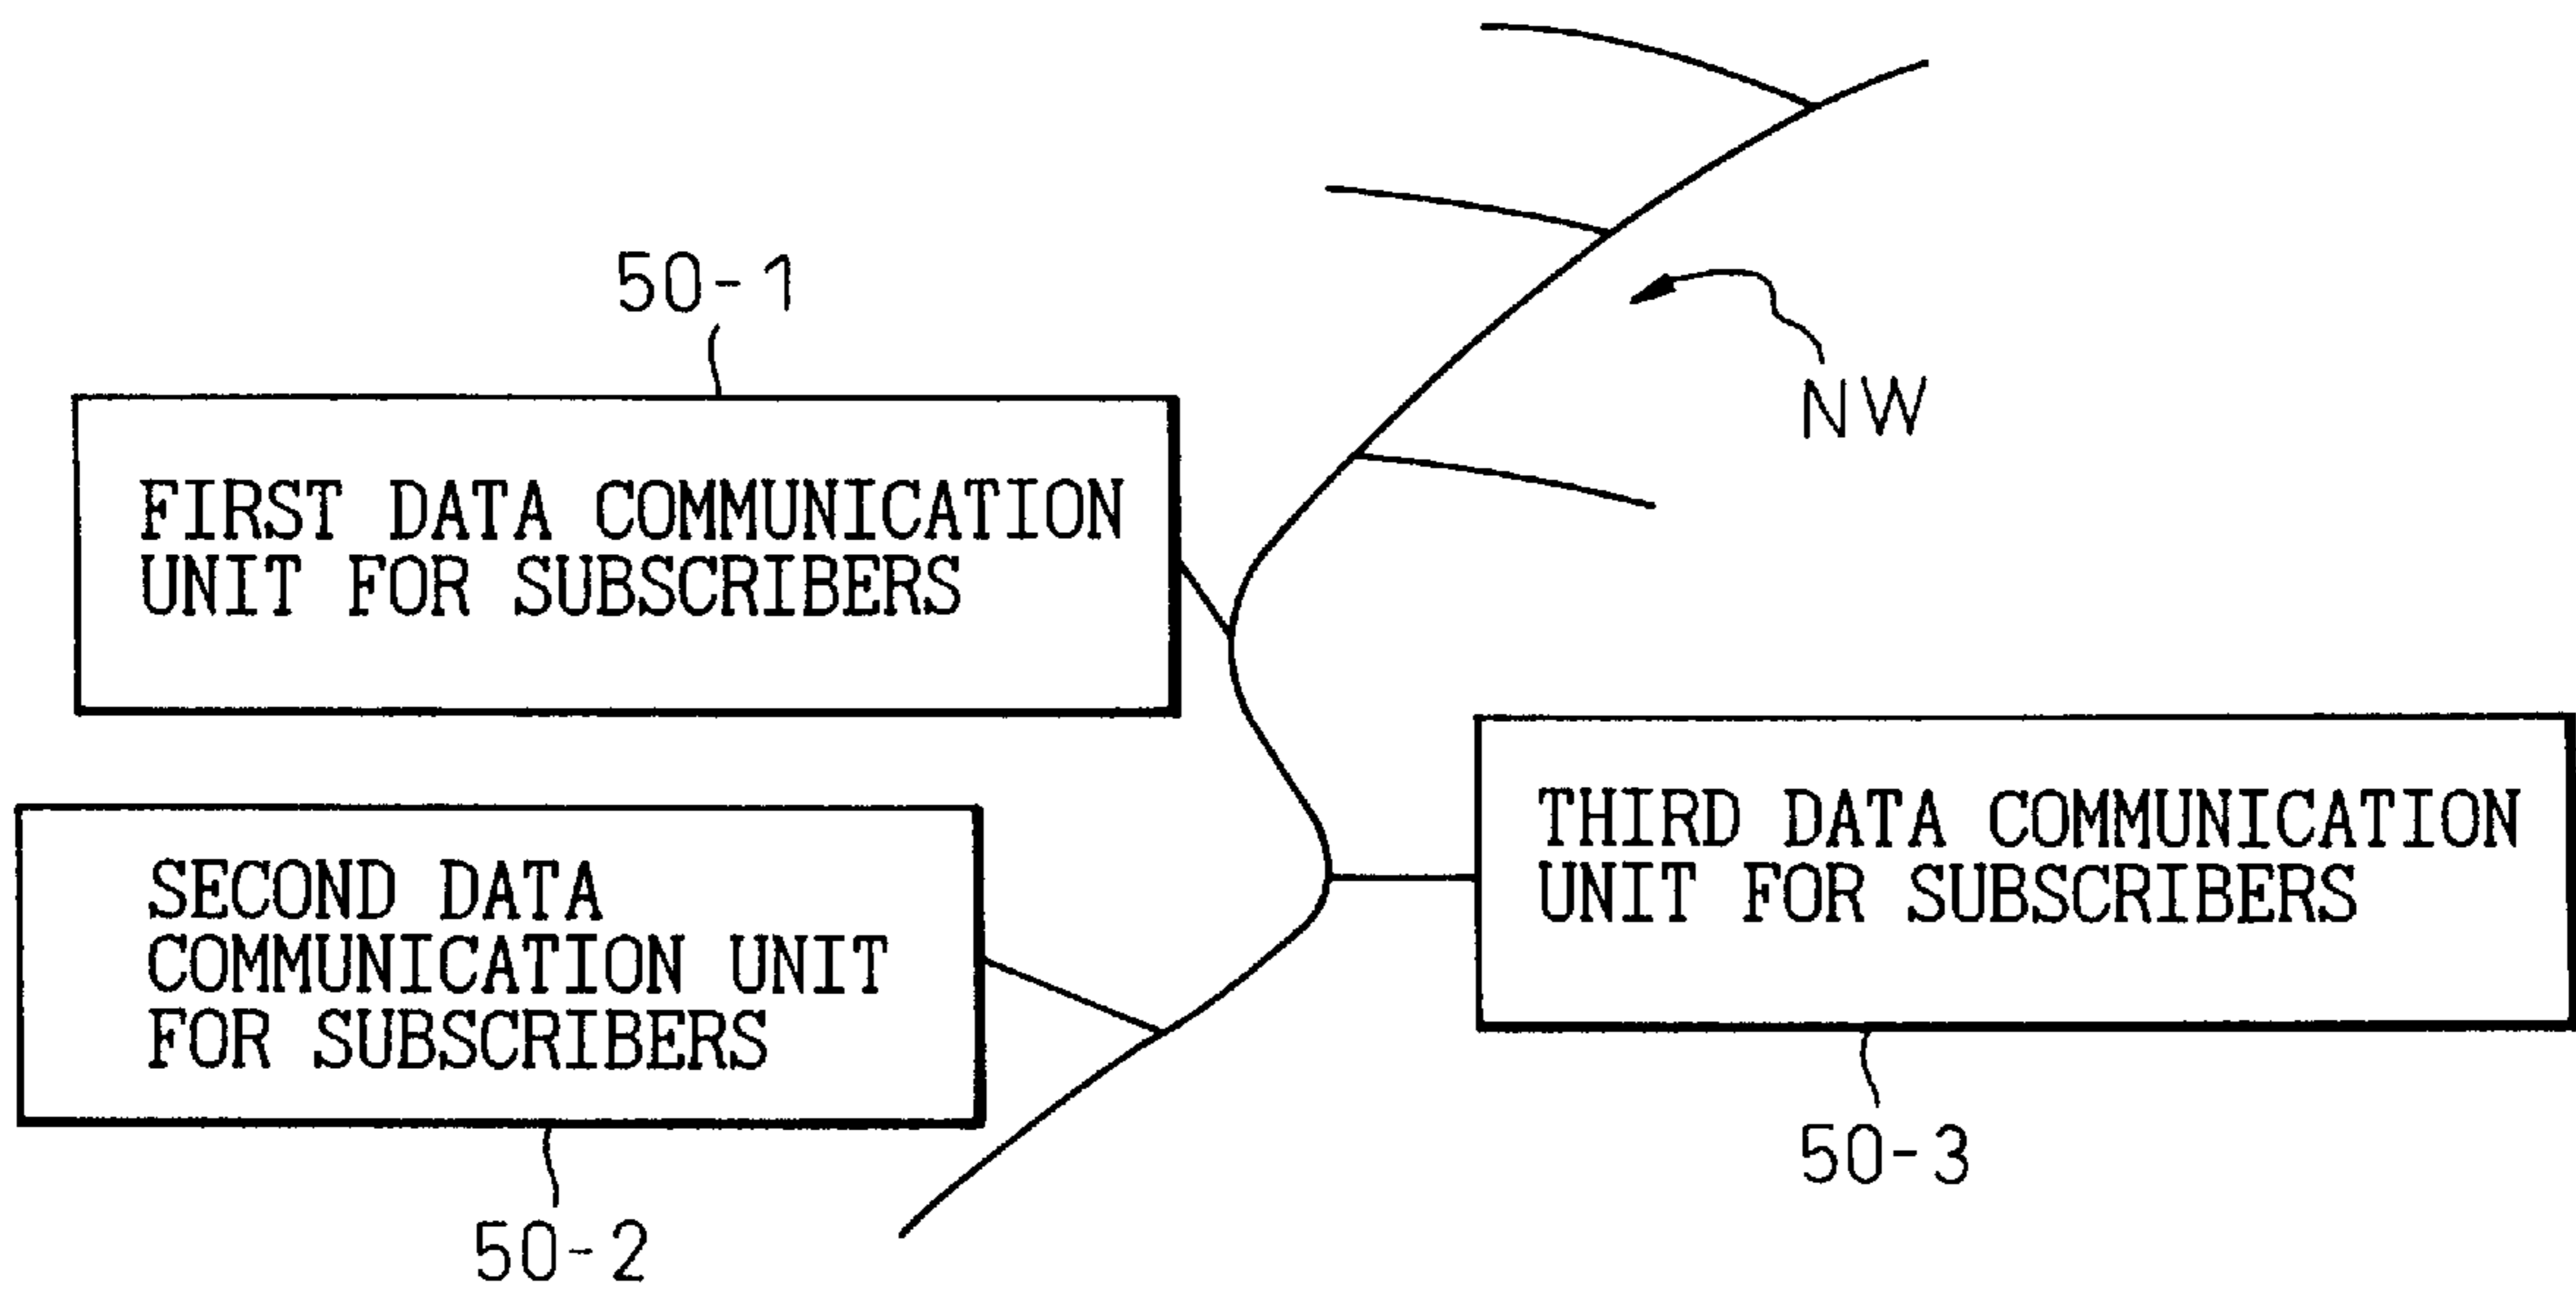 50-1
NW
FIRST DATA COMMUNICATION
UNIT FOR SUBSCRIBERS
THIRD DATA COMMUNICATION
UNIT FOR SUBSCRIBERS
SECOND DATA
COMMUNICATION UNIT
FOR SUBSCRIBERS
50-3
50-2